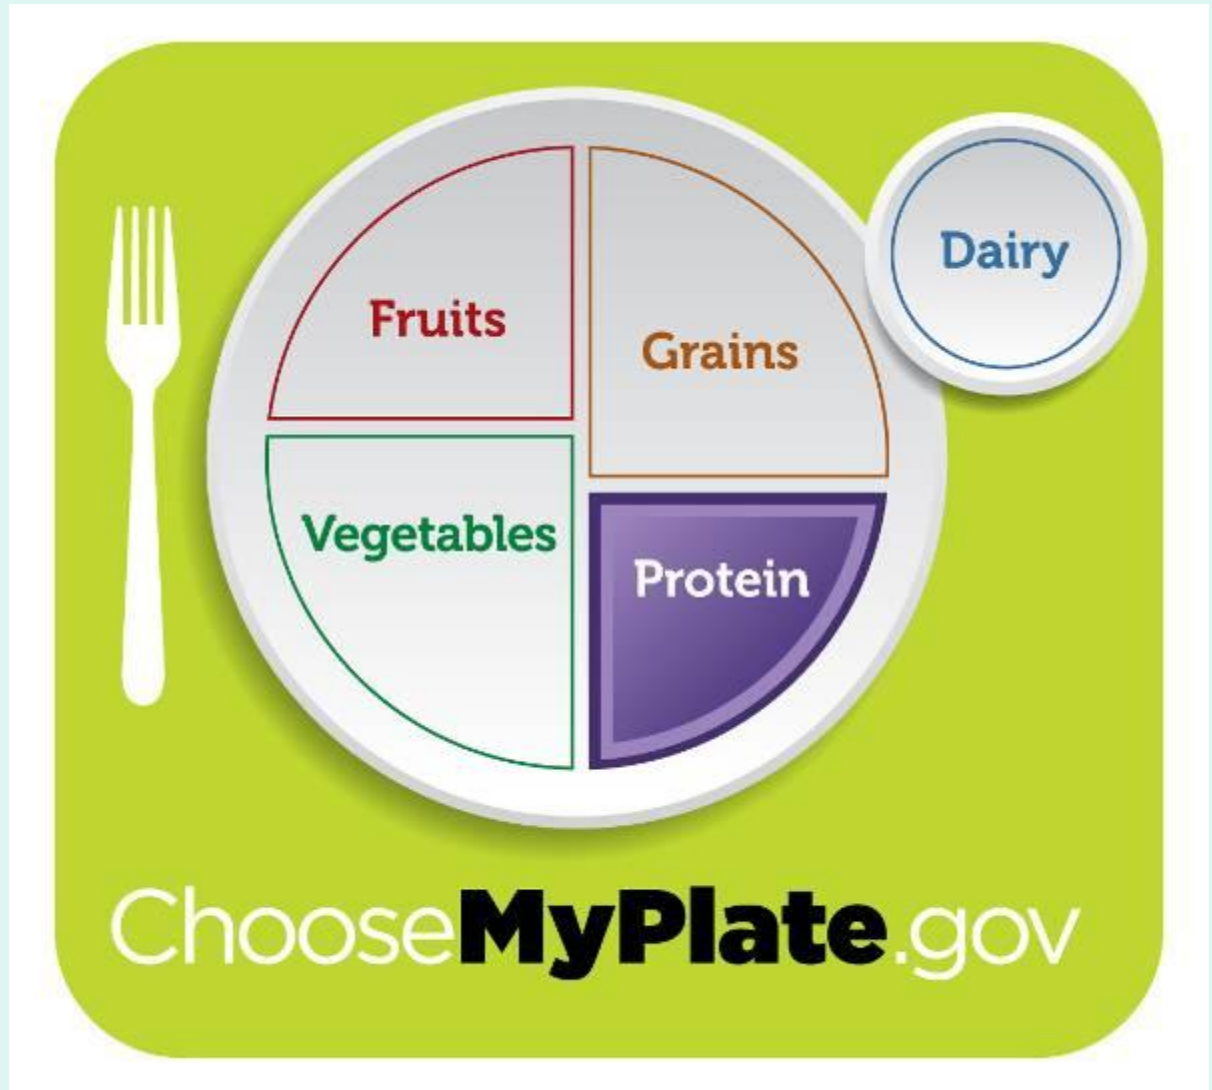 Dairy
Fruits
Grains
Vegetables
Protein
ChooseMyPlate.gov